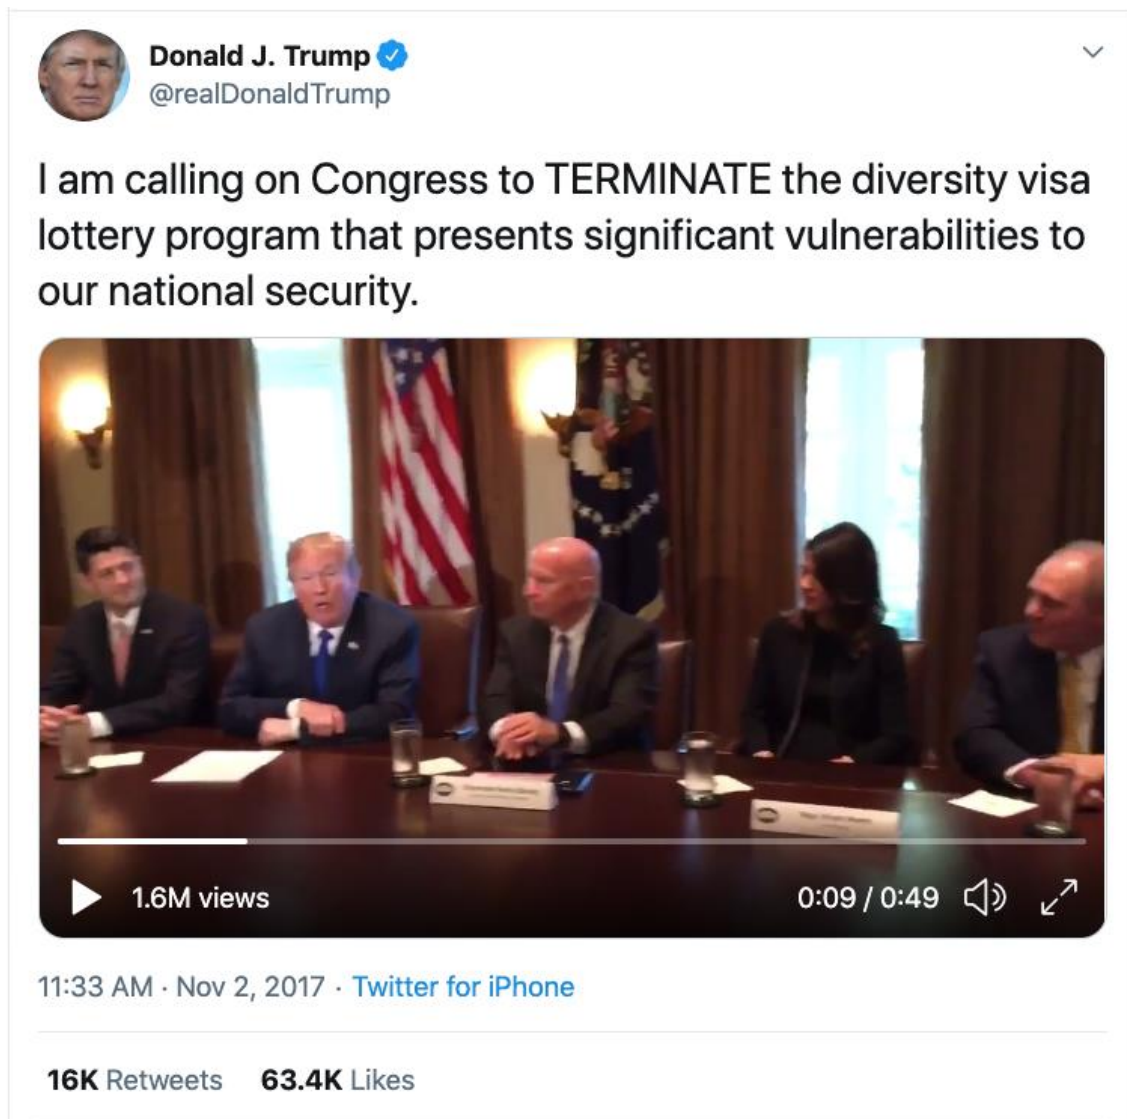 Donald J. Trump
@realDonaldTrump
I am calling on Congress to TERMINATE the diversity visa
lottery program that presents significant vulnerabilities to
our national security.
1.6M views
0:09 / 0:49
11:33 AM · Nov 2, 2017 · Twitter for iPhone
16K Retweets 63.4K Likes